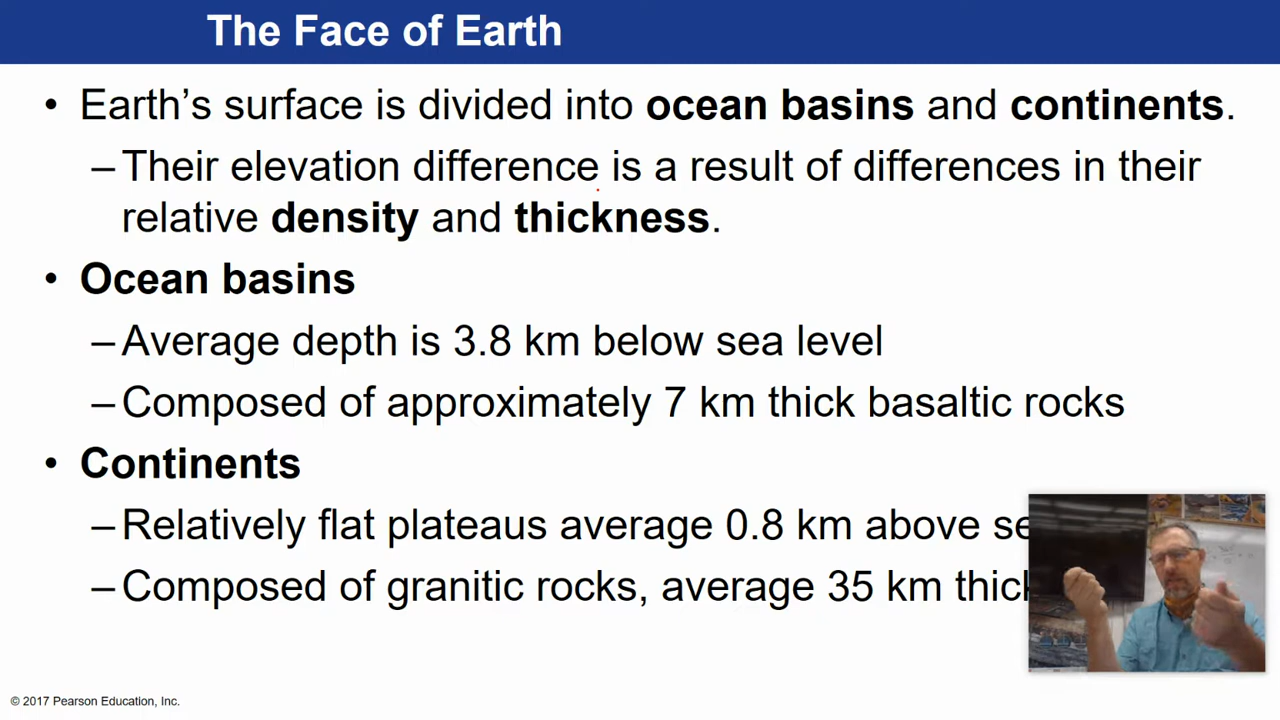 The Face of Earth
• Earth’s surface is divided into ocean basins and continents.
– Their elevation difference is a result of differences in their
relative density and thickness.
• Ocean basins
– Average depth is 3.8 km below sea level
– Composed of approximately 7 km thick basaltic rocks
• Continents
– Relatively flat plateaus average 0.8 km above se
– Composed of granitic rocks, average 35 km thick
© 2017 Pearson Education, Inc.